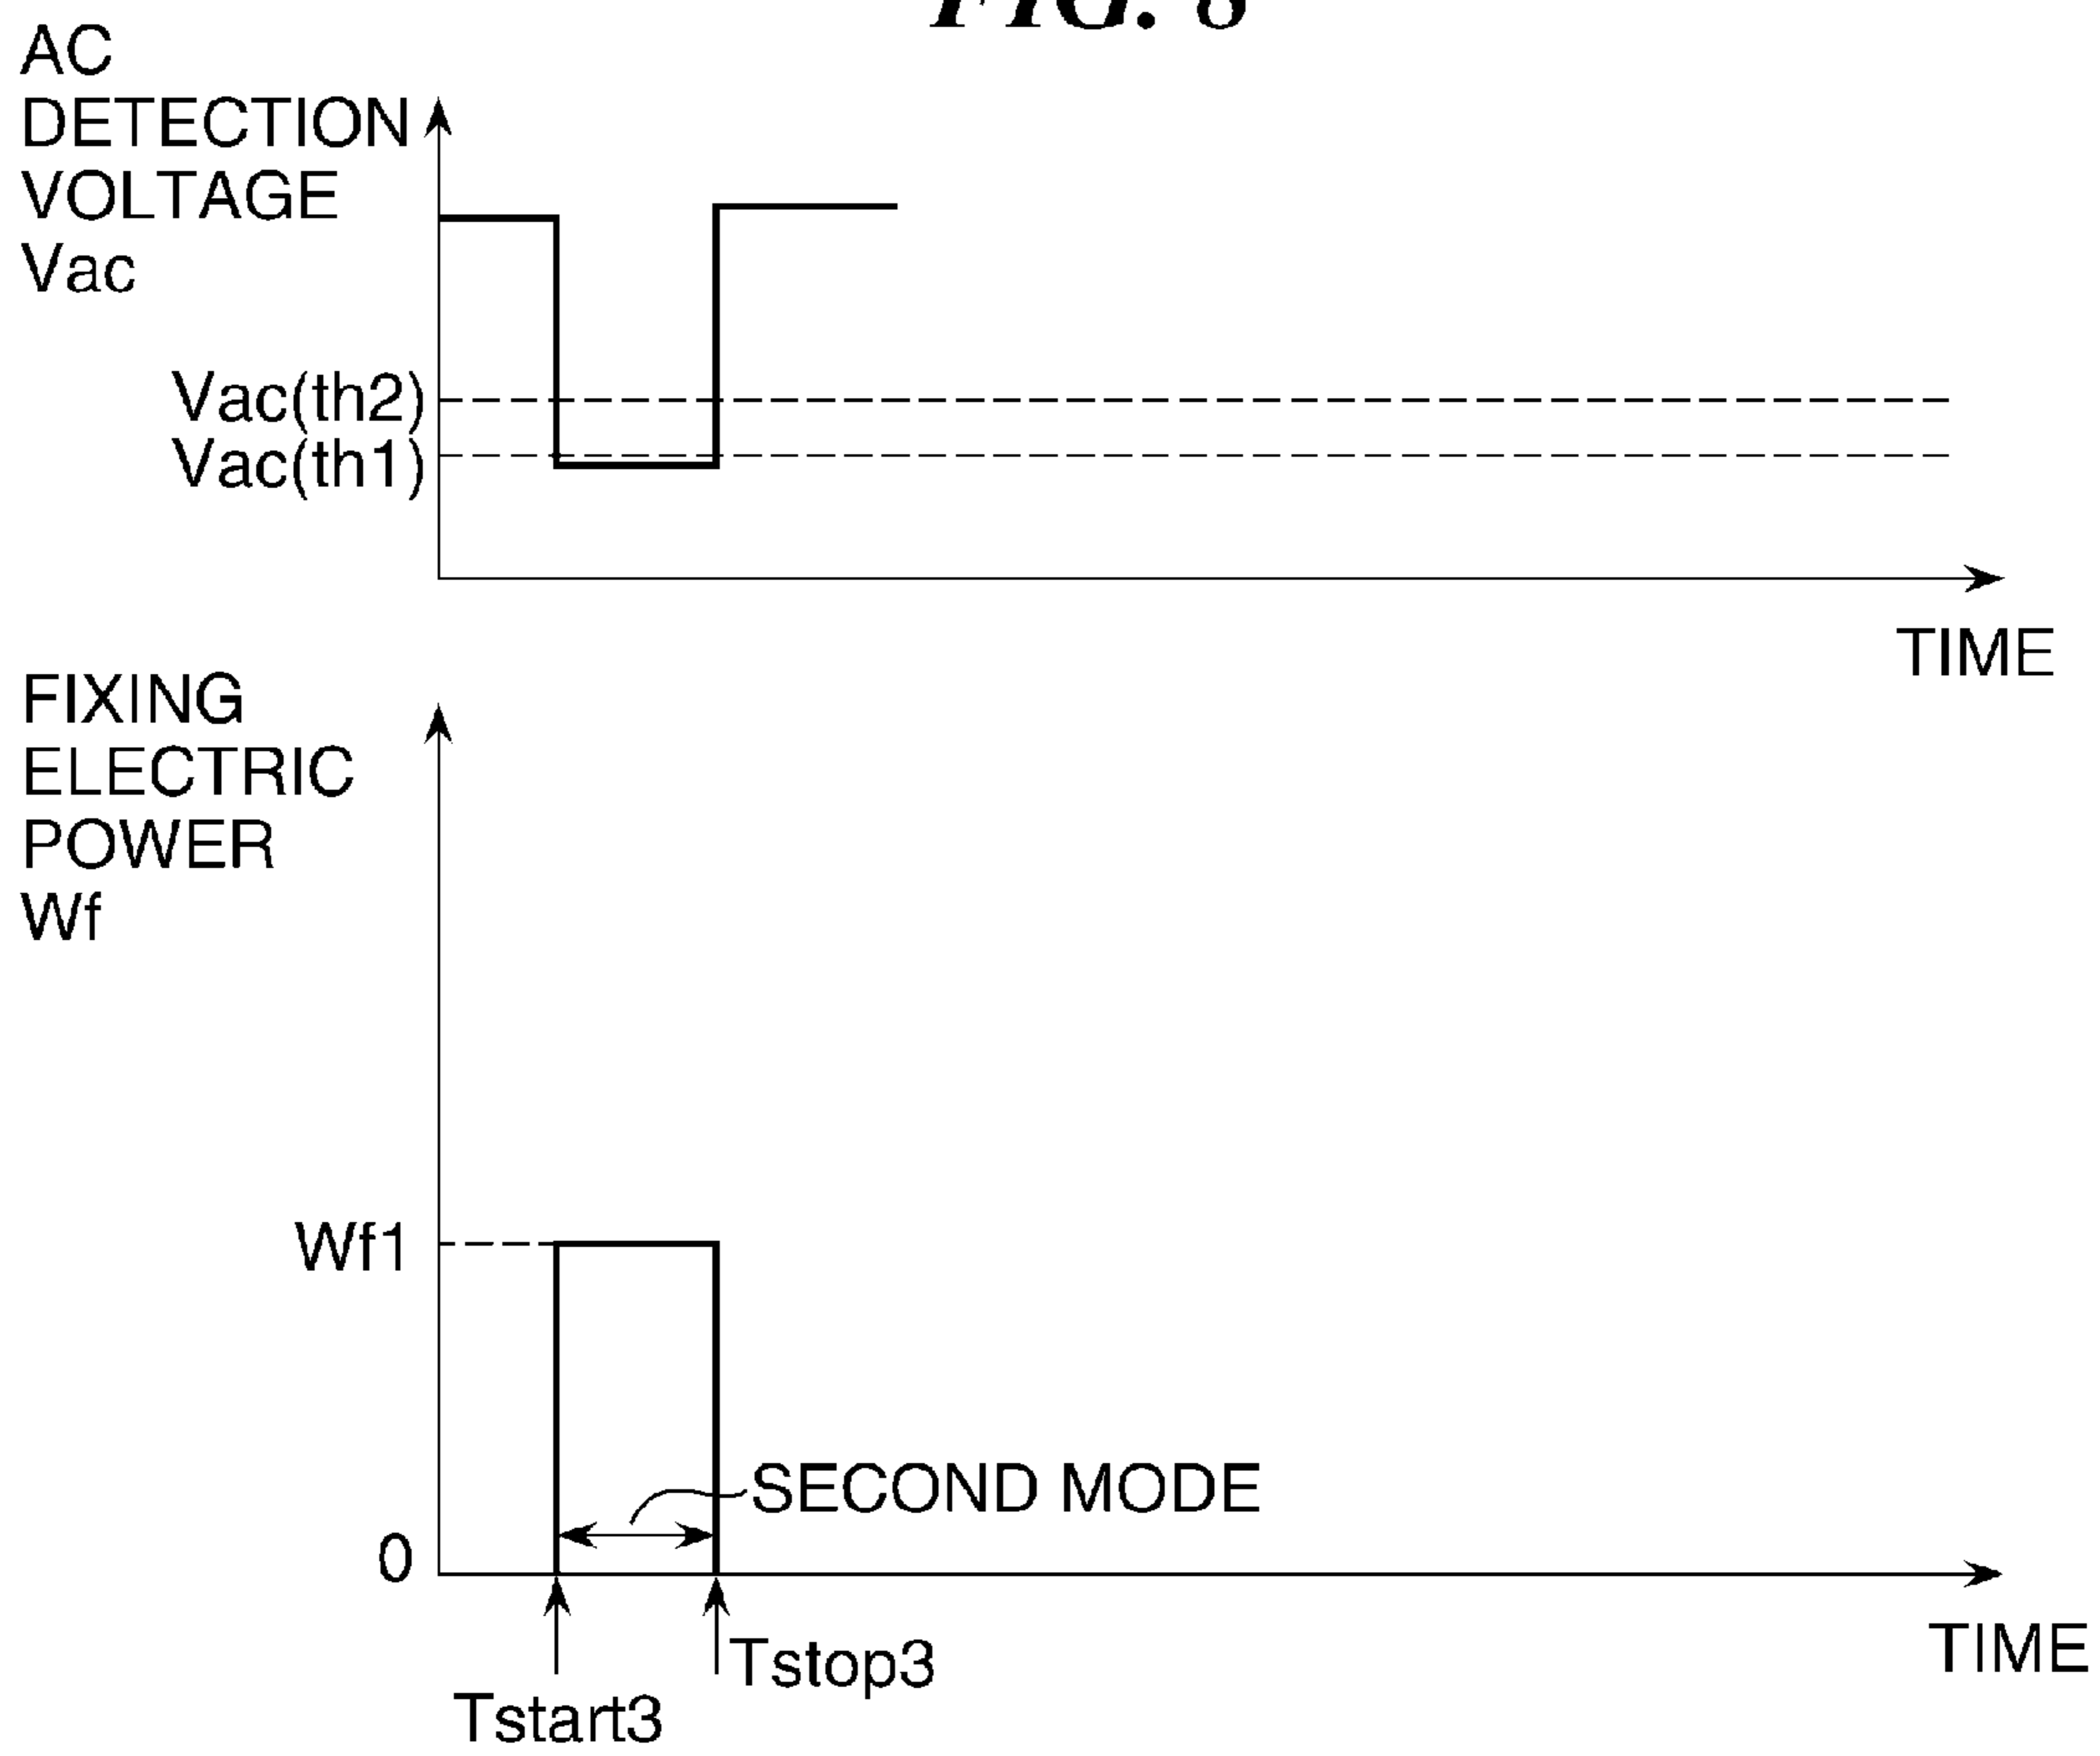 FIG.
AC
DETECTION
VOLTAGE
Vac
Vac(th2)
Vac(th1)
TIME
FIXING
ELECTRIC
POWER
Wf
Wf1
SECOND MODE
0
TIME
Tstop3
Tstart3